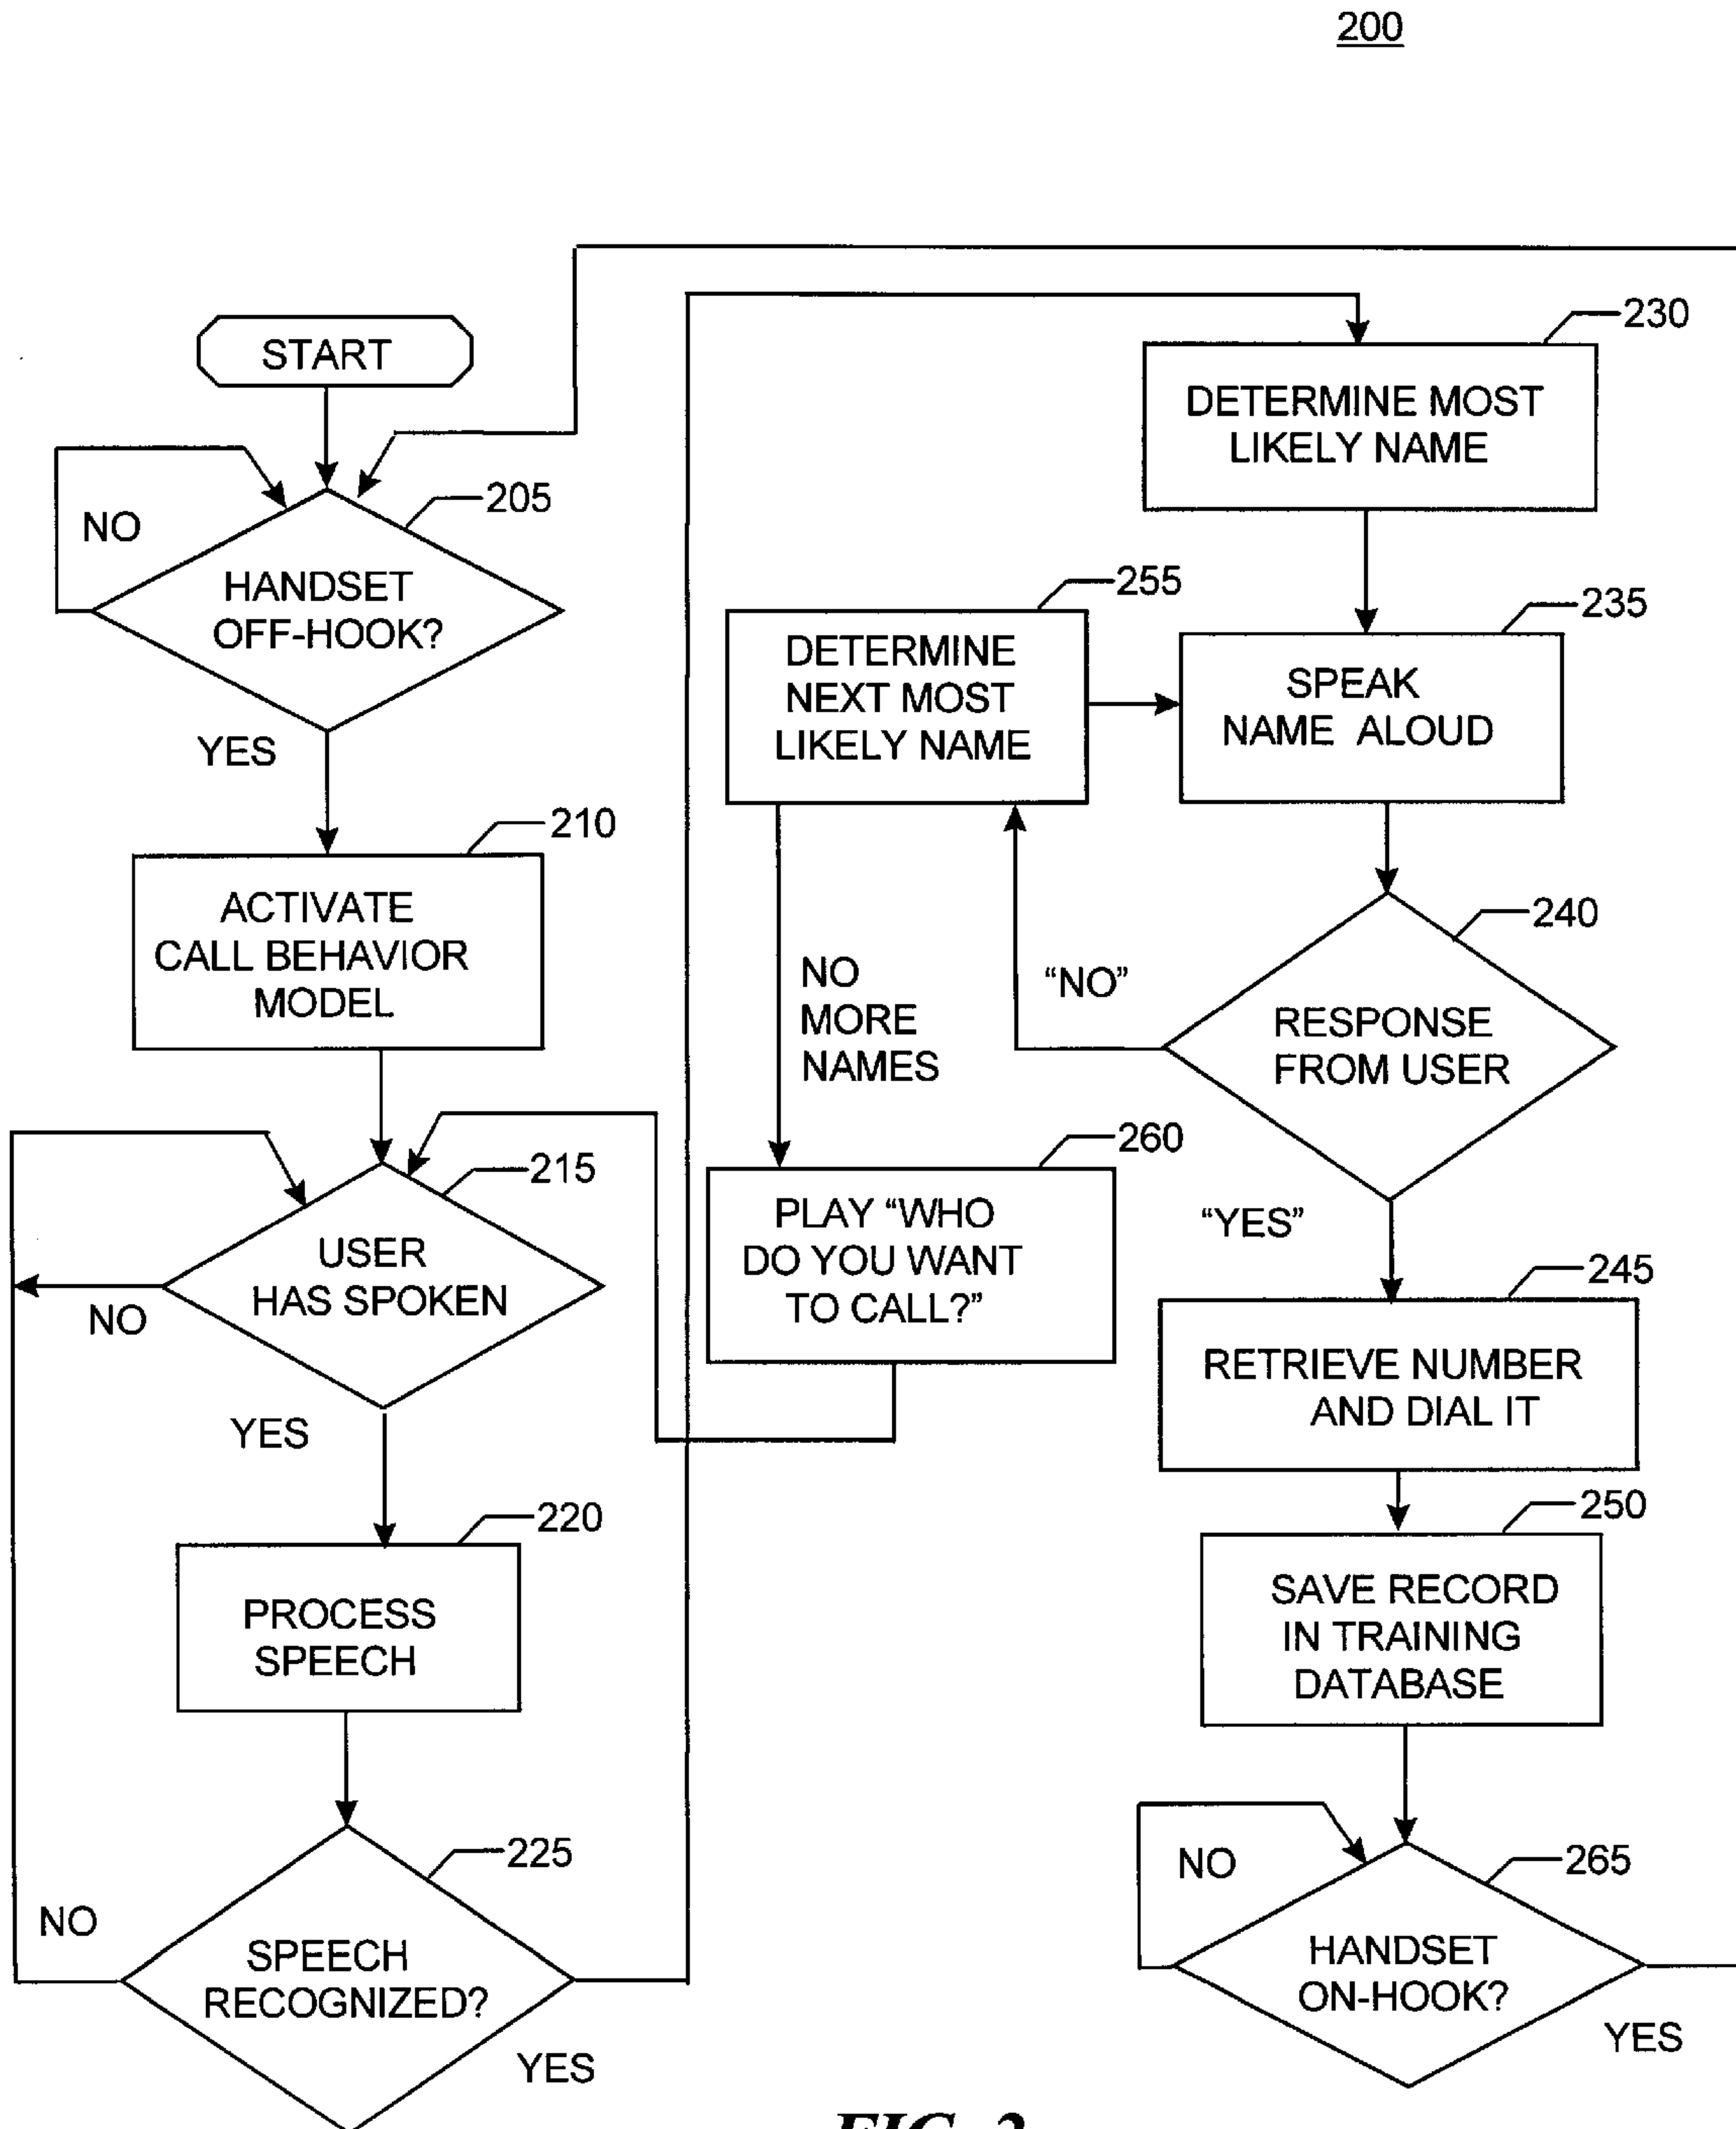 200
START
205
NO
HANDSET
OFF-HOOK?
YES
210
ACTIVATE
CALL BEHAVIOR
MODEL
215
USER
HAS SPOKEN
NO
YES
220
PROCESS
SPEECH
225
NO
SPEECH
RECOGNIZED?
YES
230
DETERMINE MOST
LIKELY NAME
255
DETERMINE
NEXT MOST
LIKELY NAME
235
SPEAK
NAME ALOUD
240
"NO"
RESPONSE
FROM USER
NO
MORE
NAMES
260
PLAY "WHO
DO YOU WANT
TO CALL?"
"YES"
245
RETRIEVE NUMBER
AND DIAL IT
250
SAVE RECORD
IN TRAINING
DATABASE
265
NO
HANDSET
ON-HOOK?
YES